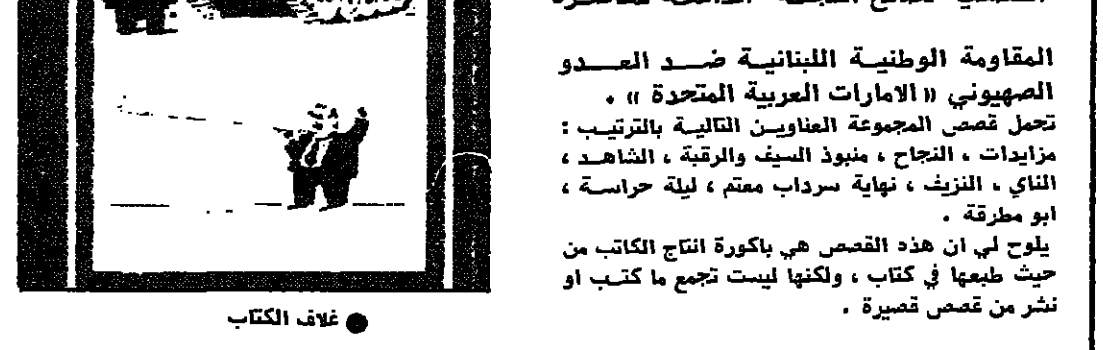 المقاومة الوطنية اللبنانية ضد العدو
الصهيوني « الامارات العربية المتحدة » .
تحمل قصص المجموعة العناوين التالية بالترتيب :
مزايدات ، النجاح ، منبوذ السيف والرقبة ، الشاهد ،
الناي ، النزيف ، نهاية سرداب معتم ، ليلة حراسة ،
ابو مطرقة .
يلوح لي ان هذه القصص هي باكورة انتاج الكاتب من
حيث طبعها في كتاب ، ولكنها ليست تجمع ما كتب او
نشر من قصص قصيرة .
● غلاف الكتاب